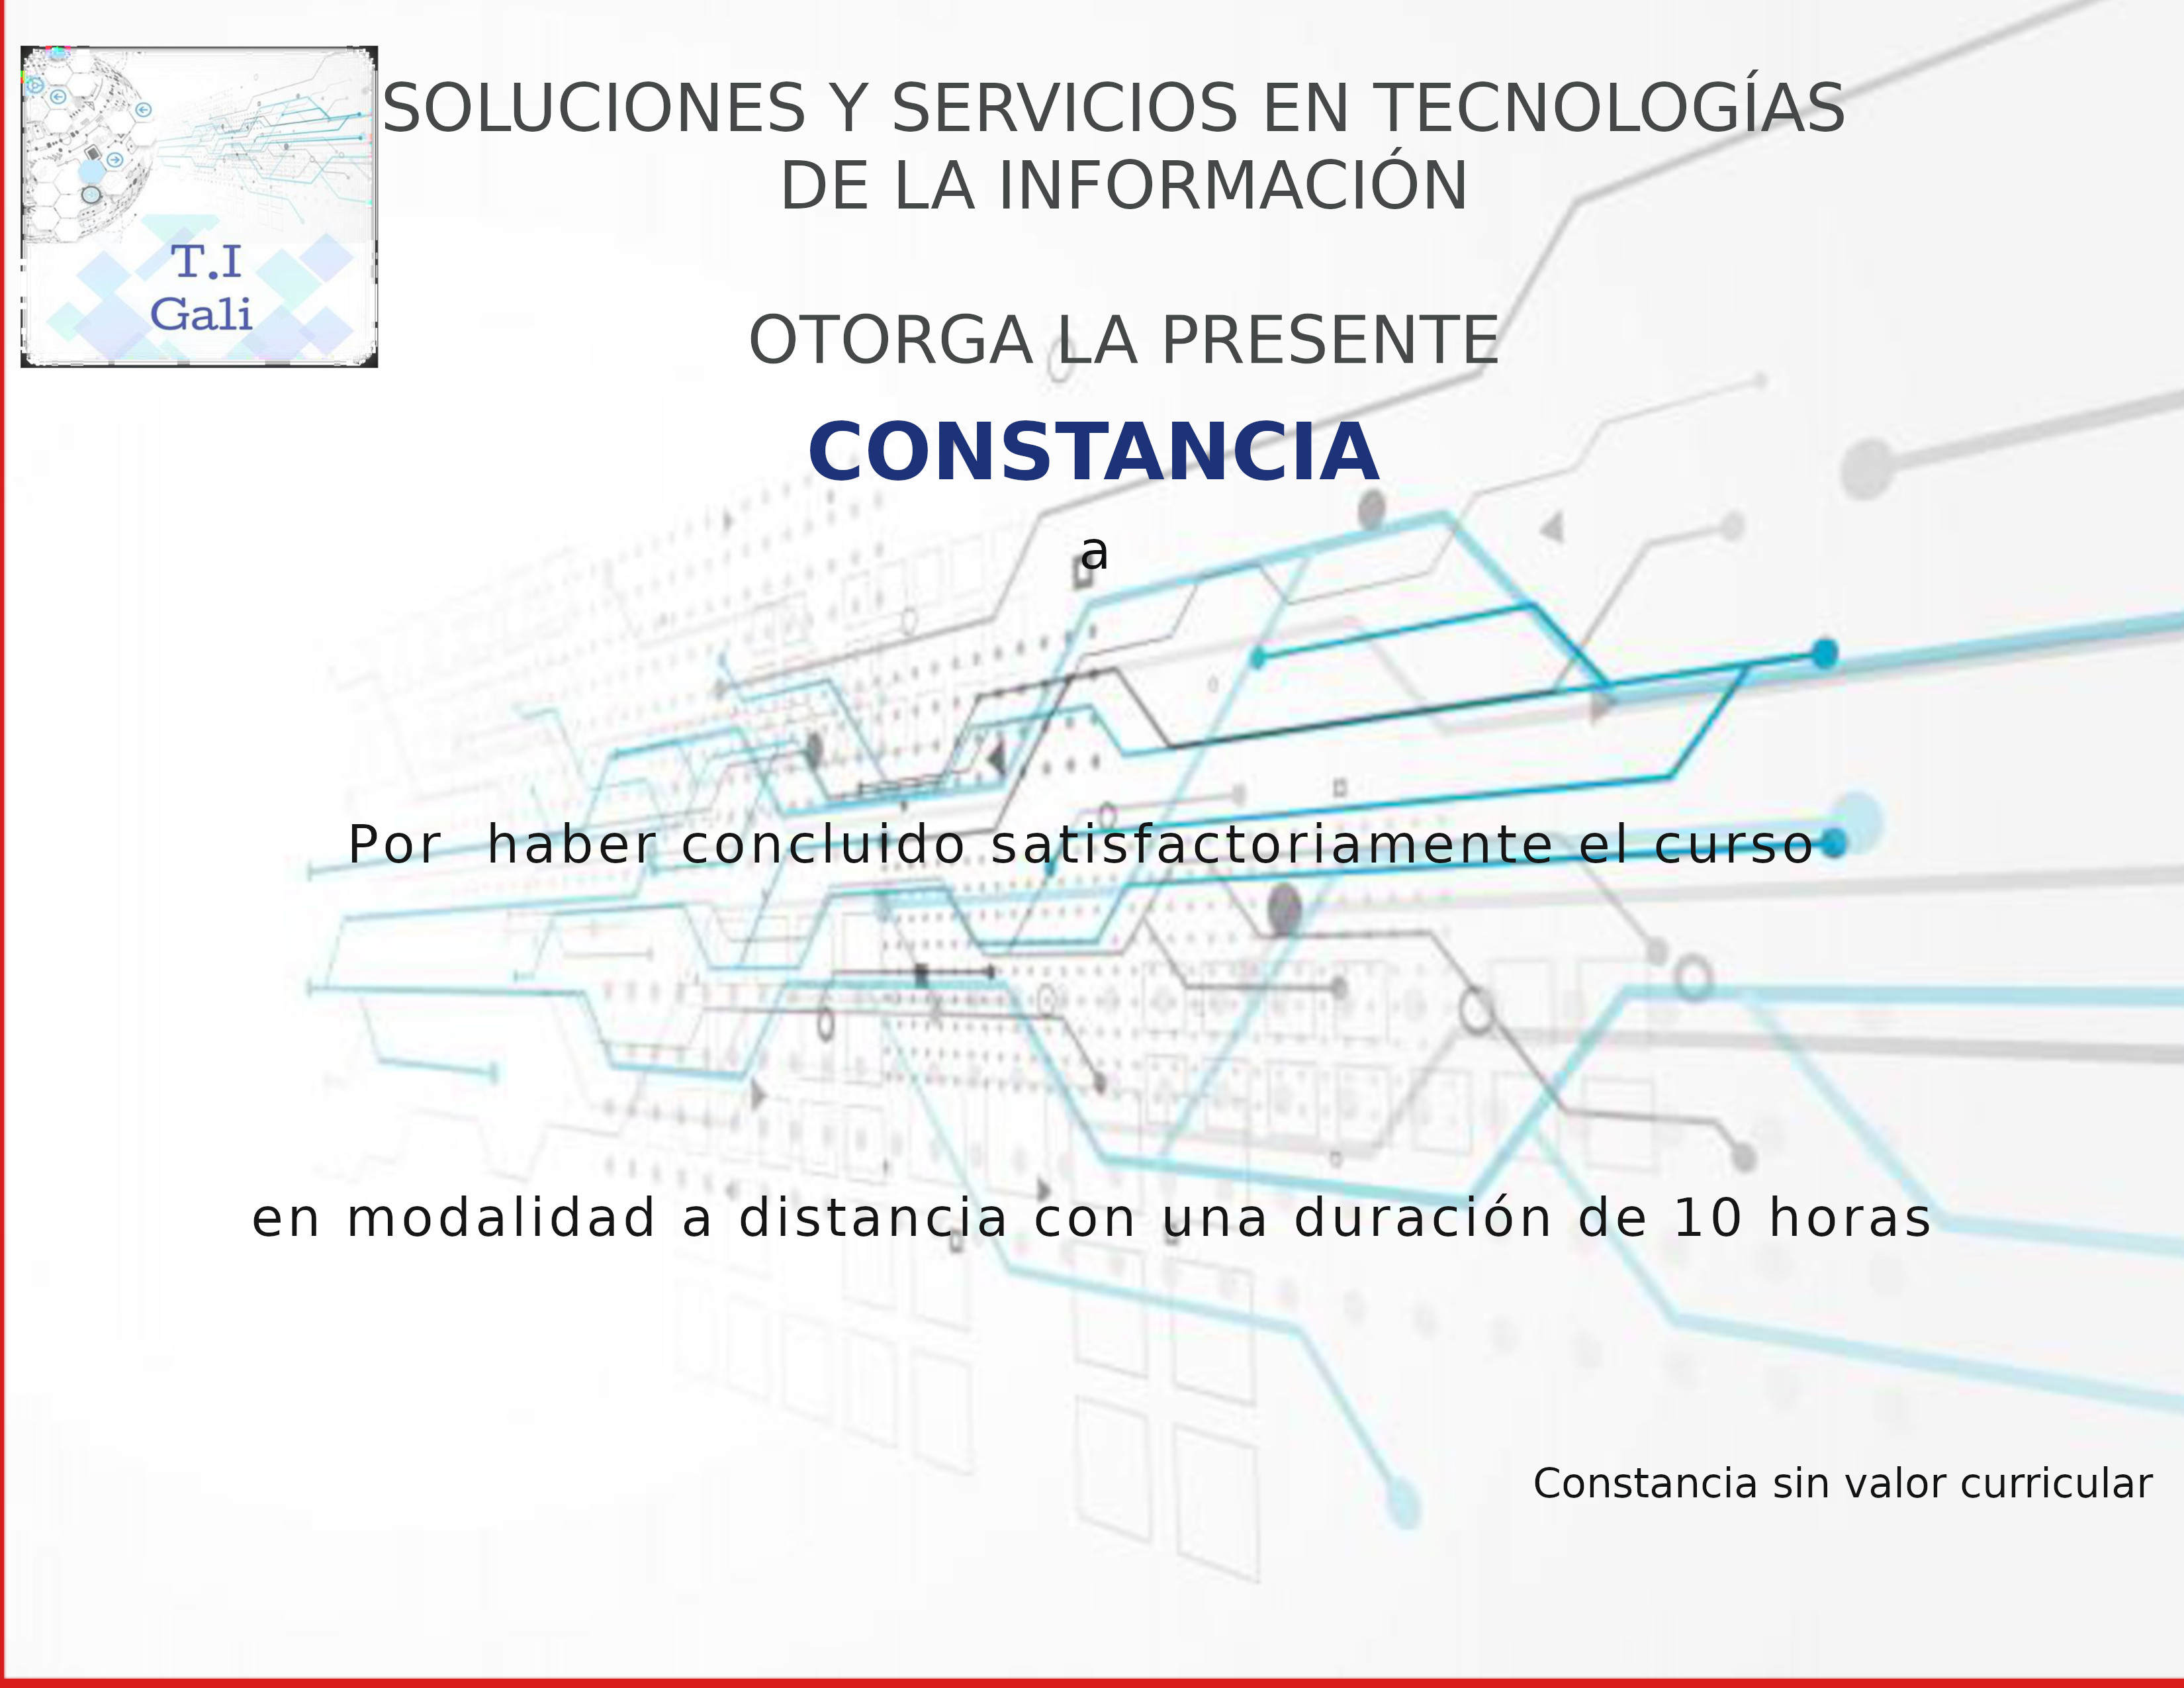 SOLUCIONES Y SERVICIOS EN TECNOLOGÍAS
DE LA INFORMACIÓN
T.I
Gali
OTORGA LA PRESENTE
CONSTANCIA
a
Por haber concluido satisfactoriamente el curso
en modalidad a distancia con una duración de 10 horas
Constancia sin valor curricular